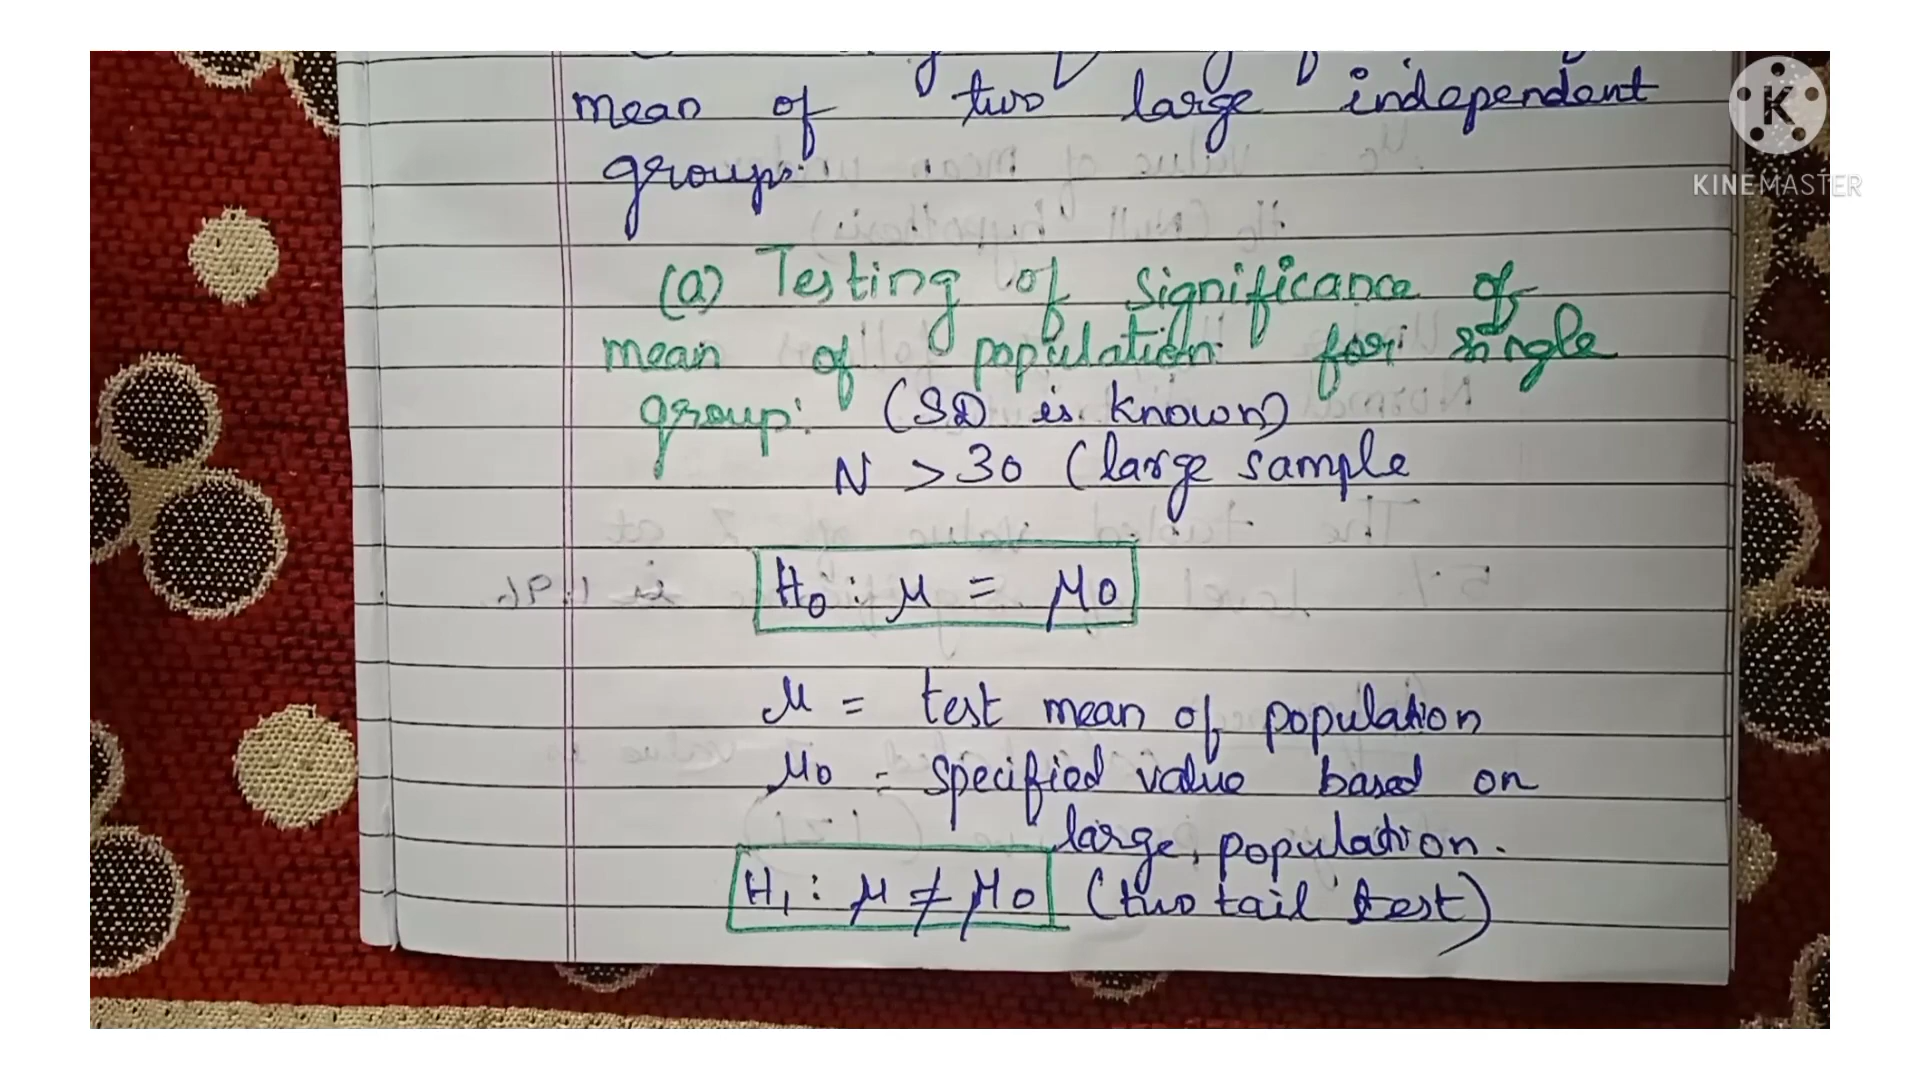 mean of two large independent
groups.
(a) Testing of significance of
mean of population for single
group: (SD is known)
N > 30 (large sample
H₀ : μ = μ₀
μ = test mean of population
μ₀ = specified value based on
large population.
H₁ : μ ≠ μ₀ (two tail test)
K
KINEMASTER